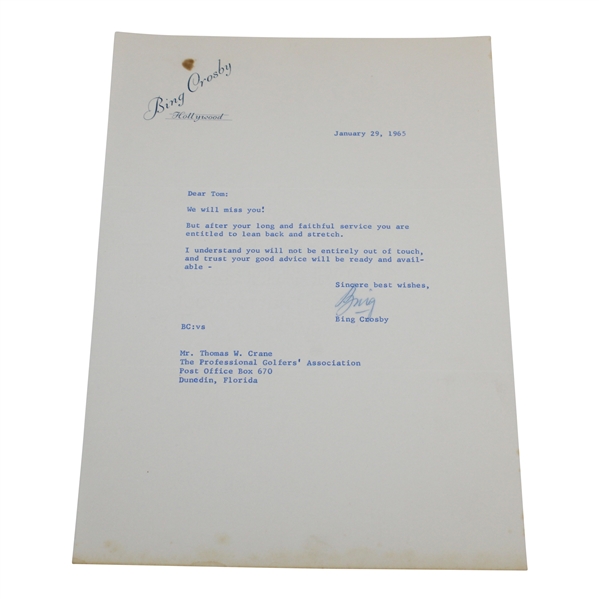 Bing Crosby
Hollywood
January 29, 1965
Dear Tom:
We will miss you!
But after your long and faithful service you are
entitled to lean back and stretch.
I understand you will not be entirely out of touch,
and trust your good advice will be ready and avail-
able -
Sincere best wishes,
Bing
Bing Crosby
BC:vs
Mr. Thomas W. Crane
The Professional Golfers' Association
Post Office Box 670
Dunedin, Florida